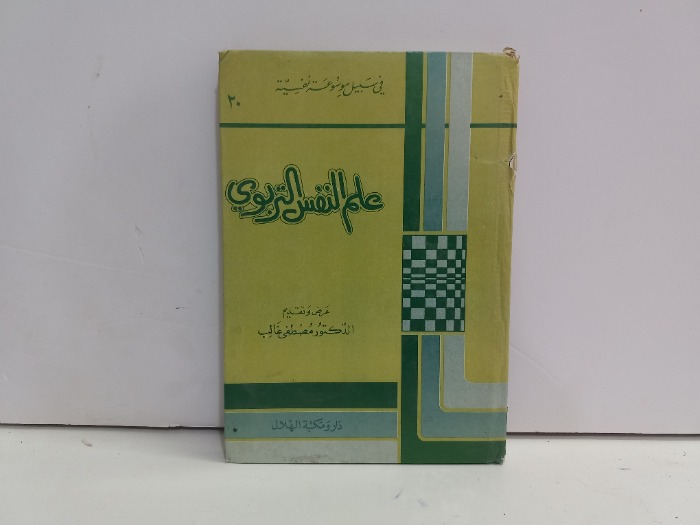 في سبيل موسوعة نفسية
٢٠
علم النفس التربوي
عرض وتقديم
الدكتور مصطفى غالب
دار ومكتبة الهلال